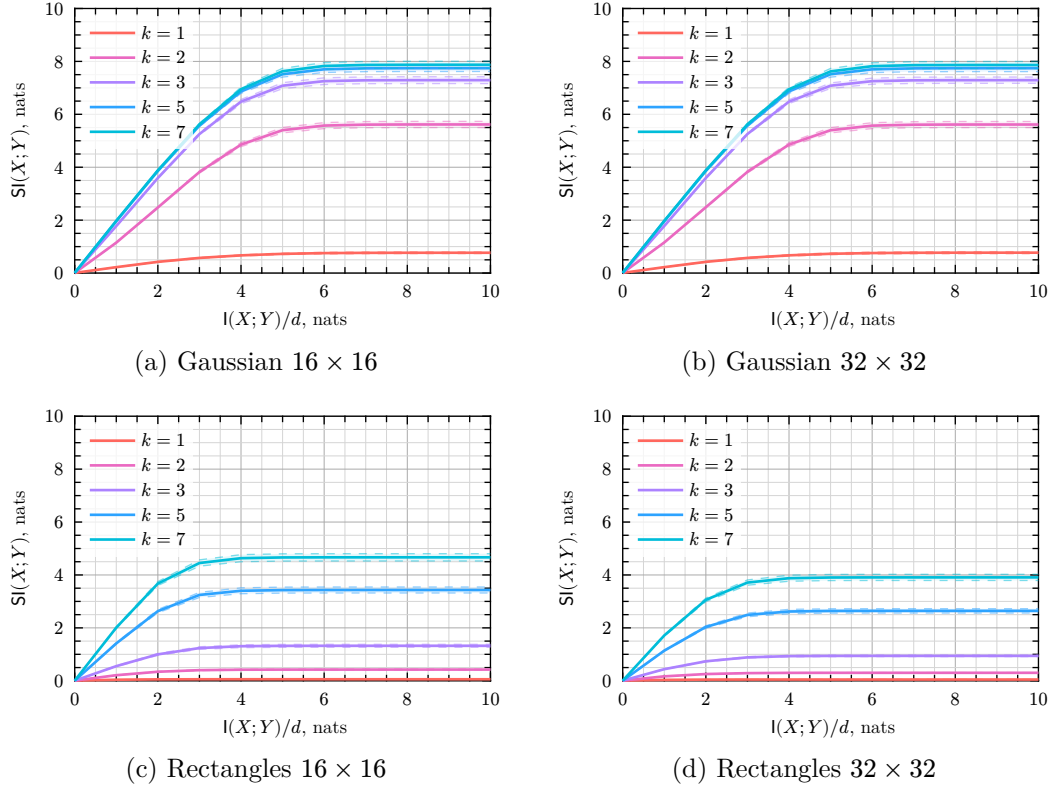 10
8
6
4
2
0
SI(X; Y), nats
k = 1
k = 2
k = 3
k = 5
k = 7
0 2 4 6 8 10
I(X; Y)/d, nats
(a) Gaussian 16 × 16
10
8
6
4
2
0
SI(X; Y), nats
k = 1
k = 2
k = 3
k = 5
k = 7
0 2 4 6 8 10
I(X; Y)/d, nats
(b) Gaussian 32 × 32
10
8
6
4
2
0
SI(X; Y), nats
k = 1
k = 2
k = 3
k = 5
k = 7
0 2 4 6 8 10
I(X; Y)/d, nats
(c) Rectangles 16 × 16
10
8
6
4
2
0
SI(X; Y), nats
k = 1
k = 2
k = 3
k = 5
k = 7
0 2 4 6 8 10
I(X; Y)/d, nats
(d) Rectangles 32 × 32